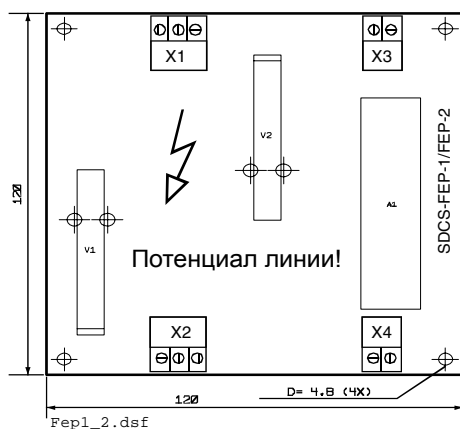 X1
X3
V2
SDCS-FEP-1/FEP-2
120
A1
V1
Потенциал линии!
X2
X4
D= 4.8 (4X)
120
Fep1_2.dsf